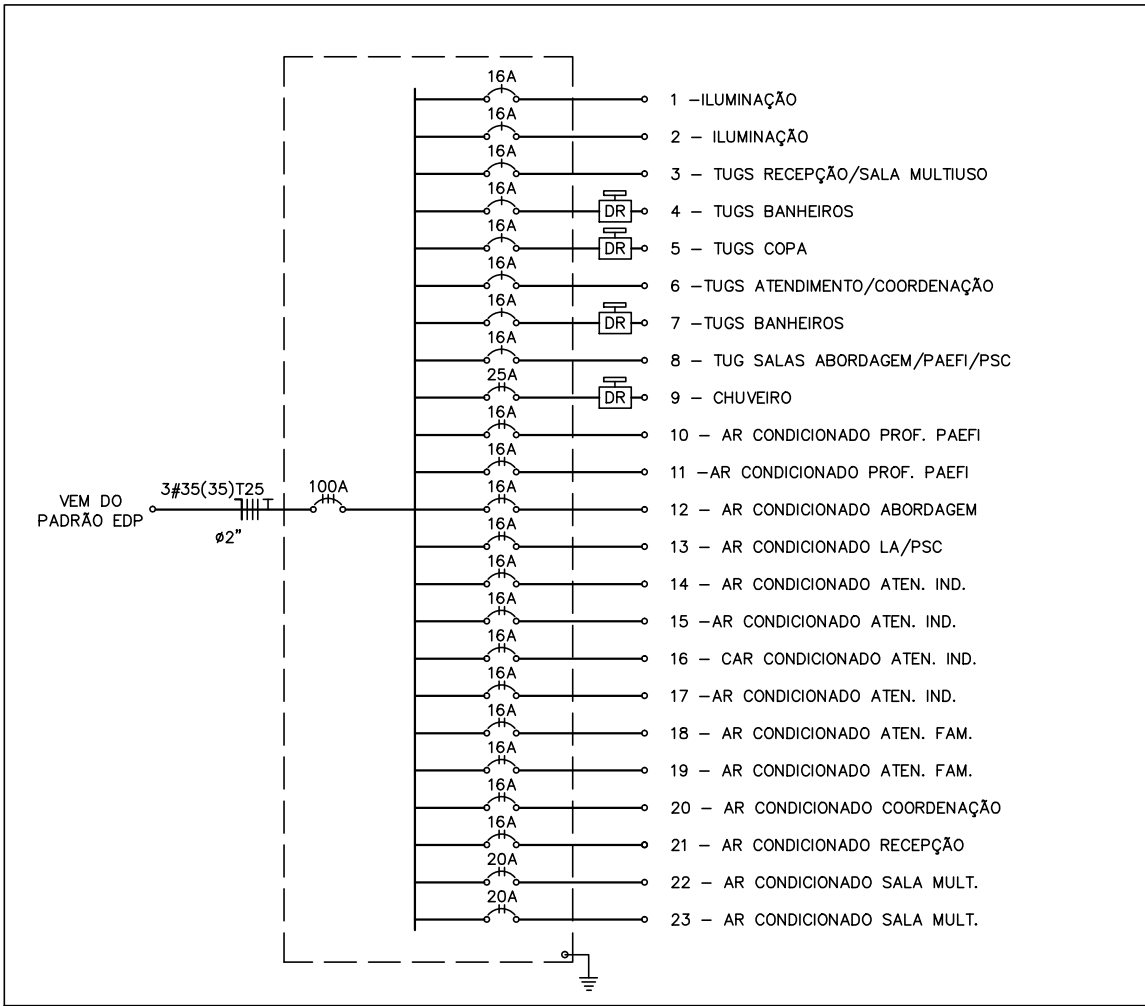 16A
1 –ILUMINAÇÃO
16A
2 – ILUMINAÇÃO
16A
3 – TUGS RECEPÇÃO/SALA MULTIUSO
16A
DR
4 – TUGS BANHEIROS
16A
DR
5 – TUGS COPA
16A
6 –TUGS ATENDIMENTO/COORDENAÇÃO
16A
DR
7 –TUGS BANHEIROS
16A
8 – TUG SALAS ABORDAGEM/PAEFI/PSC
25A
DR
9 – CHUVEIRO
16A
10 – AR CONDICIONADO PROF. PAEFI
16A
11 –AR CONDICIONADO PROF. PAEFI
VEM DO
PADRÃO EDP
3#35(35)T25
ø2"
100A
16A
12 – AR CONDICIONADO ABORDAGEM
16A
13 – AR CONDICIONADO LA/PSC
16A
14 – AR CONDICIONADO ATEN. IND.
16A
15 –AR CONDICIONADO ATEN. IND.
16A
16 – CAR CONDICIONADO ATEN. IND.
16A
17 –AR CONDICIONADO ATEN. IND.
16A
18 – AR CONDICIONADO ATEN. FAM.
16A
19 – AR CONDICIONADO ATEN. FAM.
16A
20 – AR CONDICIONADO COORDENAÇÃO
16A
21 – AR CONDICIONADO RECEPÇÃO
20A
22 – AR CONDICIONADO SALA MULT.
20A
23 – AR CONDICIONADO SALA MULT.